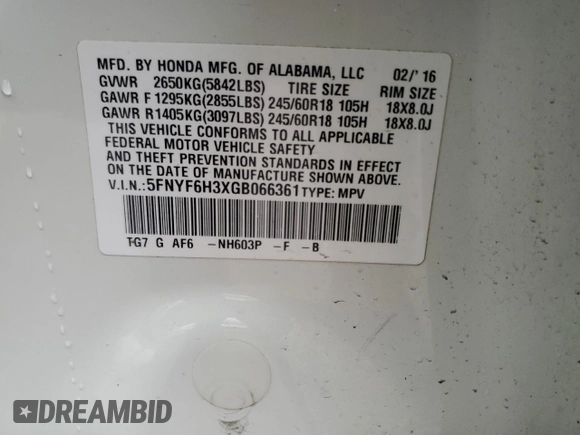 MFD. BY HONDA MFG. OF ALABAMA, LLC 02/'16
GVWR 2650KG(5842LBS) TIRE SIZE RIM SIZE
GAWR F 1295KG(2855LBS) 245/60R18 105H 18X8.0J
GAWR R1405KG(3097LBS) 245/60R18 105H 18X8.0J
THIS VEHICLE CONFORMS TO ALL APPLICABLE
FEDERAL MOTOR VEHICLE SAFETY
AND THEFT PREVENTION STANDARDS IN EFFECT
ON THE DATE OF MANUFACTURE SHOWN ABOVE.
V.I.N.:5FNYF6H3XGB066361 TYPE: MPV
TG7 G AF6 -NH603P -F -B
DREAMBID